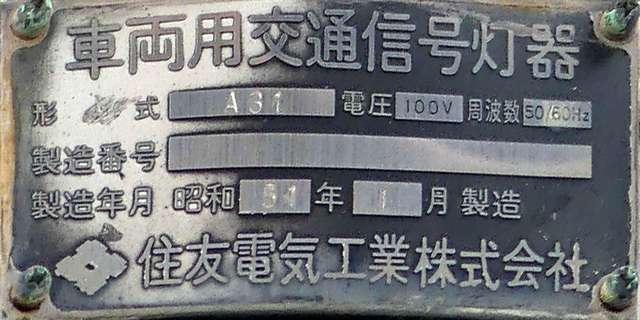 車両用交通信号灯器
形式 A31 電圧 100V 周波数 50/60Hz
製造番号
製造年月 昭和 51 年 1 月 製造
住友電気工業株式会社